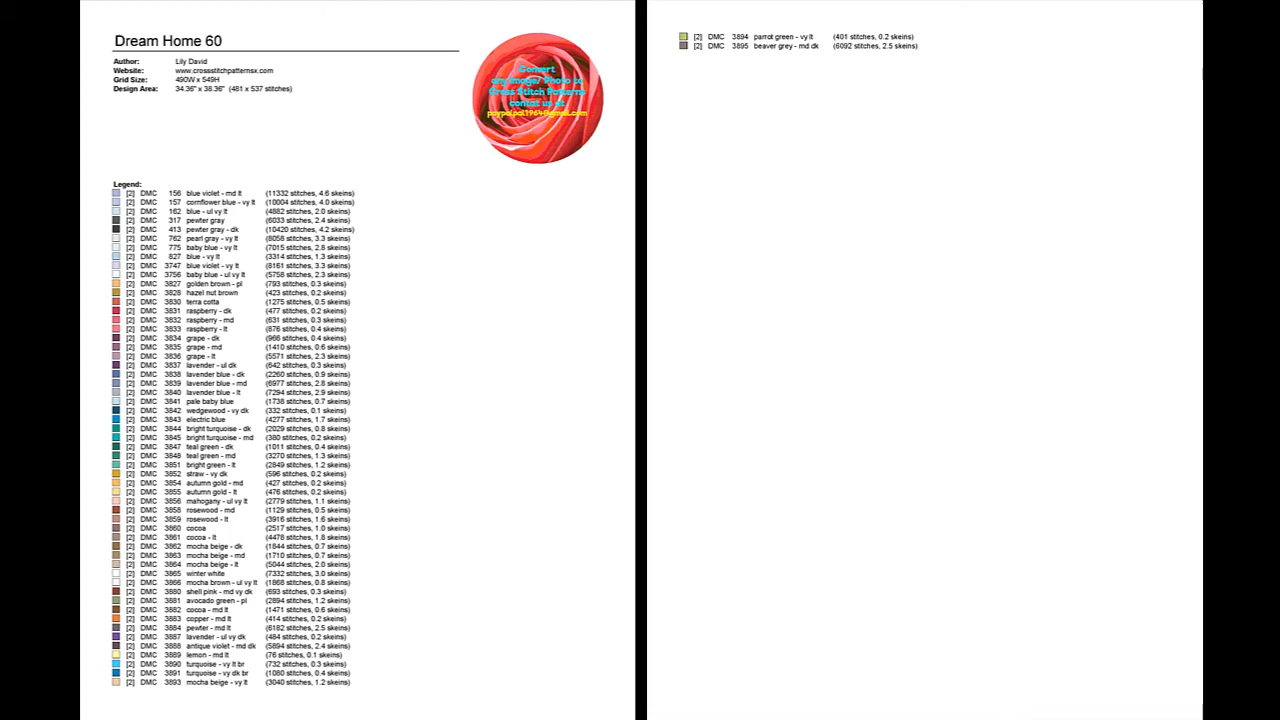 Dream Home 60
Author: Lily David
Website: www.crossstitchpatternsx.com
Grid Size: 490W x 549H
Design Area: 34.36" x 38.36" (481 x 537 stitches)
Convert
any Image/ Photo to
Cross Stitch Patterns
contat us at
paypalpal1964@gmail.com
Legend:
[2] DMC 156 blue violet - md lt (11332 stitches, 4.6 skeins)
[2] DMC 157 cornflower blue - vy lt (10004 stitches, 4.0 skeins)
[2] DMC 162 blue - ul vy lt (4882 stitches, 2.0 skeins)
[2] DMC 317 pewter gray (6033 stitches, 2.4 skeins)
[2] DMC 413 pewter gray - dk (10420 stitches, 4.2 skeins)
[2] DMC 762 pearl gray - vy lt (8058 stitches, 3.3 skeins)
[2] DMC 775 baby blue - vy lt (7015 stitches, 2.8 skeins)
[2] DMC 827 blue - vy lt (3314 stitches, 1.3 skeins)
[2] DMC 3747 blue violet - vy lt (8161 stitches, 3.3 skeins)
[2] DMC 3756 baby blue - ul vy lt (5758 stitches, 2.3 skeins)
[2] DMC 3827 golden brown - pl (793 stitches, 0.3 skeins)
[2] DMC 3828 hazel nut brown (423 stitches, 0.2 skeins)
[2] DMC 3830 terra cotta (1275 stitches, 0.5 skeins)
[2] DMC 3831 raspberry - dk (477 stitches, 0.2 skeins)
[2] DMC 3832 raspberry - md (631 stitches, 0.3 skeins)
[2] DMC 3833 raspberry - lt (876 stitches, 0.4 skeins)
[2] DMC 3834 grape - dk (966 stitches, 0.4 skeins)
[2] DMC 3835 grape - md (1410 stitches, 0.6 skeins)
[2] DMC 3836 grape - lt (5571 stitches, 2.3 skeins)
[2] DMC 3837 lavender - ul dk (642 stitches, 0.3 skeins)
[2] DMC 3838 lavender blue - dk (2260 stitches, 0.9 skeins)
[2] DMC 3839 lavender blue - md (6977 stitches, 2.8 skeins)
[2] DMC 3840 lavender blue - lt (7294 stitches, 2.9 skeins)
[2] DMC 3841 pale baby blue (1738 stitches, 0.7 skeins)
[2] DMC 3842 wedgewood - vy dk (332 stitches, 0.1 skeins)
[2] DMC 3843 electric blue (4277 stitches, 1.7 skeins)
[2] DMC 3844 bright turquoise - dk (2029 stitches, 0.8 skeins)
[2] DMC 3845 bright turquoise - md (380 stitches, 0.2 skeins)
[2] DMC 3847 teal green - dk (1011 stitches, 0.4 skeins)
[2] DMC 3848 teal green - md (3270 stitches, 1.3 skeins)
[2] DMC 3851 bright green - lt (2849 stitches, 1.2 skeins)
[2] DMC 3852 straw - vy dk (596 stitches, 0.2 skeins)
[2] DMC 3854 autumn gold - md (427 stitches, 0.2 skeins)
[2] DMC 3855 autumn gold - lt (476 stitches, 0.2 skeins)
[2] DMC 3856 mahogany - ul vy lt (2779 stitches, 1.1 skeins)
[2] DMC 3858 rosewood - md (1129 stitches, 0.5 skeins)
[2] DMC 3859 rosewood - lt (3916 stitches, 1.6 skeins)
[2] DMC 3860 cocoa (2517 stitches, 1.0 skeins)
[2] DMC 3861 cocoa - lt (4478 stitches, 1.8 skeins)
[2] DMC 3862 mocha beige - dk (1844 stitches, 0.7 skeins)
[2] DMC 3863 mocha beige - md (1710 stitches, 0.7 skeins)
[2] DMC 3864 mocha beige - lt (5044 stitches, 2.0 skeins)
[2] DMC 3865 winter white (7332 stitches, 3.0 skeins)
[2] DMC 3866 mocha brown - ul vy lt (1868 stitches, 0.8 skeins)
[2] DMC 3880 shell pink - md vy dk (693 stitches, 0.3 skeins)
[2] DMC 3881 avocado green - pl (2894 stitches, 1.2 skeins)
[2] DMC 3882 cocoa - md lt (1471 stitches, 0.6 skeins)
[2] DMC 3883 copper - md lt (414 stitches, 0.2 skeins)
[2] DMC 3884 pewter - md lt (6182 stitches, 2.5 skeins)
[2] DMC 3887 lavender - ul vy dk (484 stitches, 0.2 skeins)
[2] DMC 3888 antique violet - md dk (5894 stitches, 2.4 skeins)
[2] DMC 3889 lemon - md lt (76 stitches, 0.1 skeins)
[2] DMC 3890 turquoise - vy lt br (732 stitches, 0.3 skeins)
[2] DMC 3891 turquoise - vy dk br (1080 stitches, 0.4 skeins)
[2] DMC 3893 mocha beige - vy lt (3040 stitches, 1.2 skeins)
[2] DMC 3894 parrot green - vy lt (401 stitches, 0.2 skeins)
[2] DMC 3895 beaver grey - md dk (6092 stitches, 2.5 skeins)